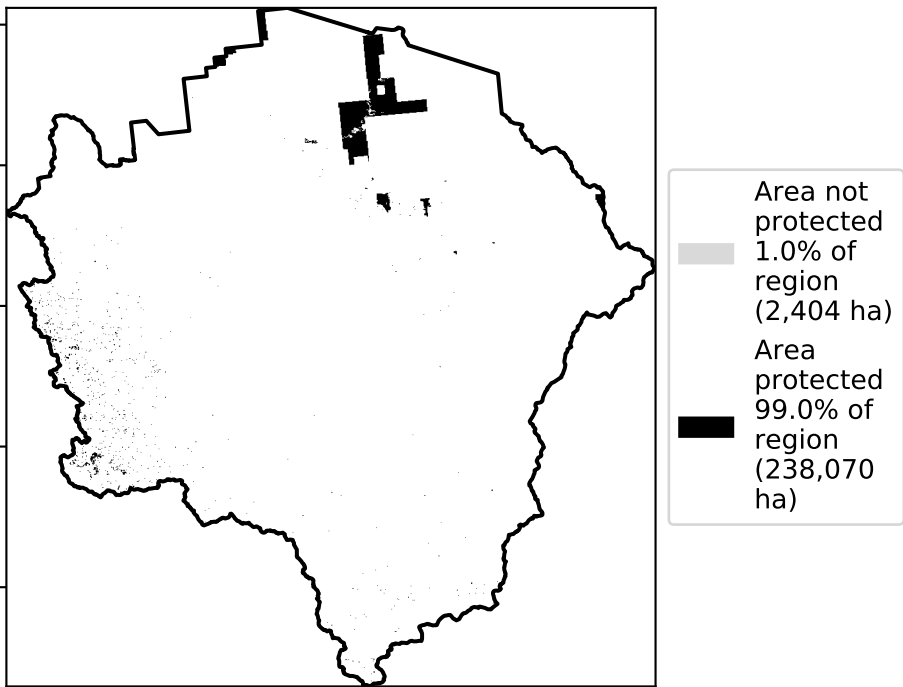 Area not
protected
1.0% of
region
(2,404 ha)
Area
protected
99.0% of
region
(238,070
ha)